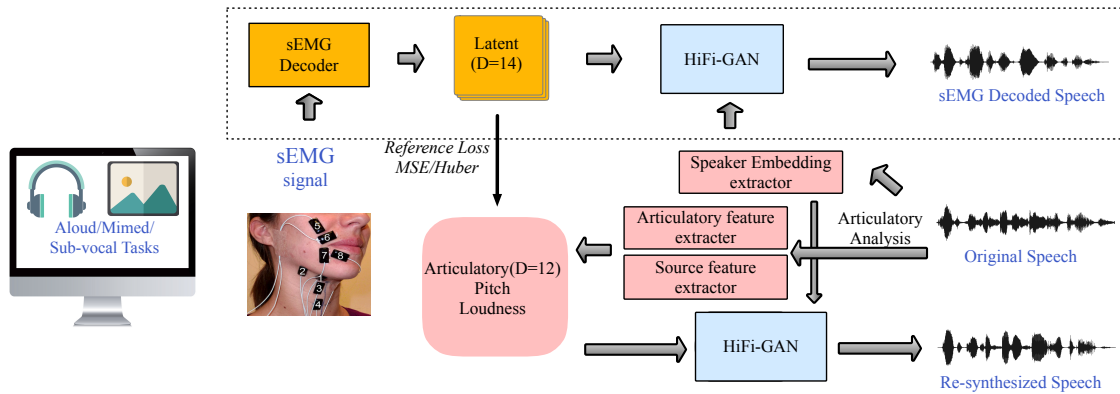 sEMG
Decoder
Latent
(D=14)
HiFi-GAN
sEMG Decoded Speech
Reference Loss
MSE/Huber
sEMG
signal
Aloud/Mimed/
Sub-vocal Tasks
5
6
7
8
2
1
3
4
Speaker Embedding
extractor
Articulatory feature
extracter
Source feature
extractor
Articulatory
Analysis
Original Speech
Articulatory(D=12)
Pitch
Loudness
HiFi-GAN
Re-synthesized Speech